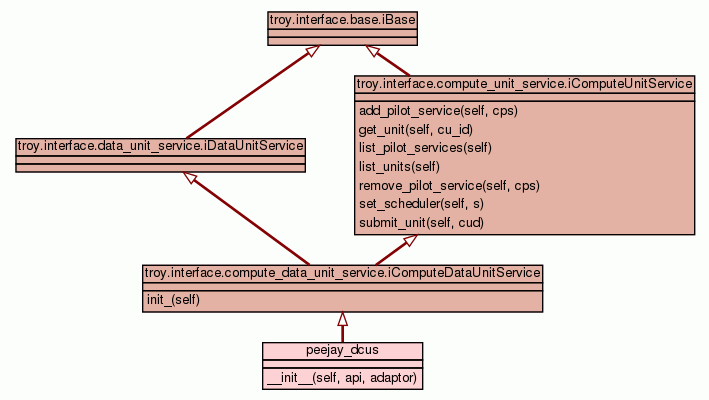 troy.interface.base.iBase
troy.interface.compute_unit_service.iComputeUnitService
add_pilot_service(self, cps)
get_unit(self, cu_id)
list_pilot_services(self)
list_units(self)
remove_pilot_service(self, cps)
set_scheduler(self, s)
submit_unit(self, cud)
troy.interface.data_unit_service.iDataUnitService
troy.interface.compute_data_unit_service.iComputeDataUnitService
init_(self)
peejay_dcus
__init__(self, api, adaptor)